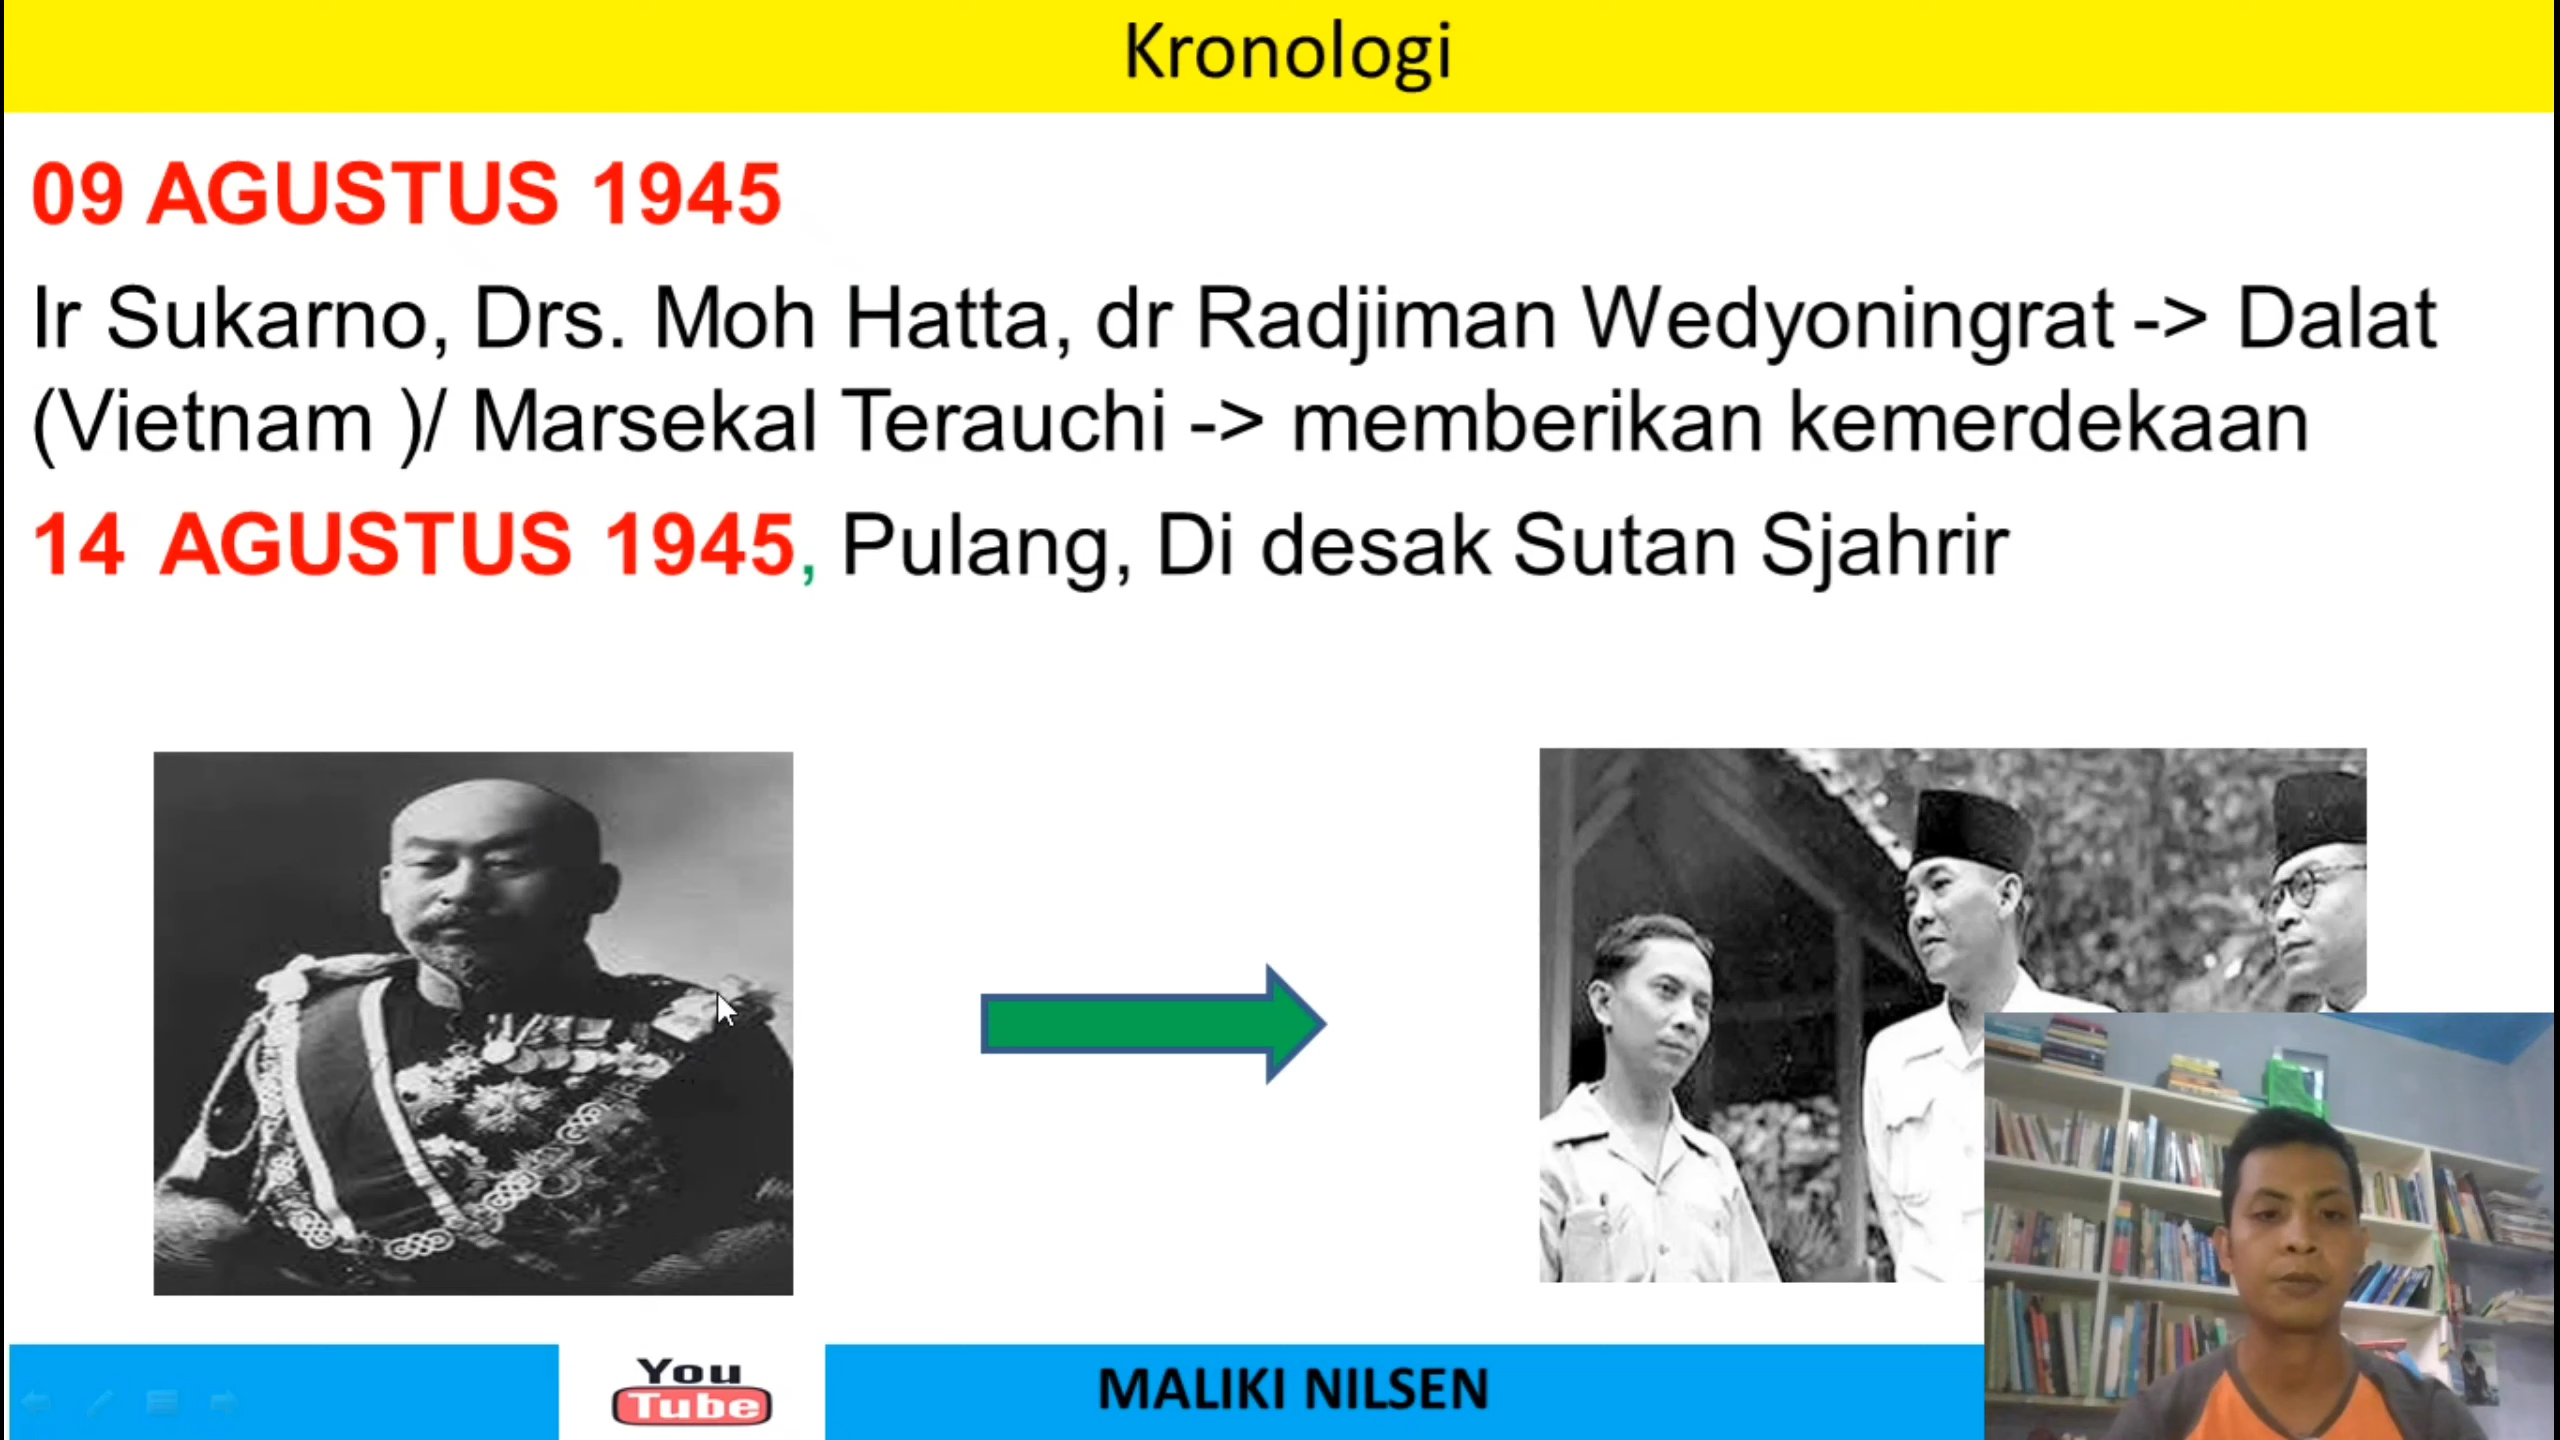 Kronologi
09 AGUSTUS 1945
Ir Sukarno, Drs. Moh Hatta, dr Radjiman Wedyoningrat -> Dalat
(Vietnam )/ Marsekal Terauchi -> memberikan kemerdekaan
14 AGUSTUS 1945, Pulang, Di desak Sutan Sjahrir
You
Tube
MALIKI NILSEN